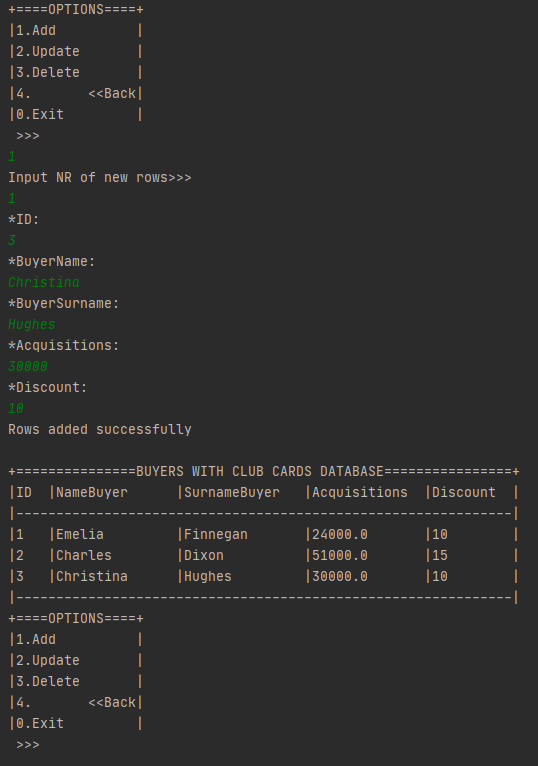 +====OPTIONS====+
|1.Add          |
|2.Update       |
|3.Delete       |
|4.       <<Back|
|0.Exit         |
 >>>
1
Input NR of new rows>>>
1
*ID:
3
*BuyerName:
Christina
*BuyerSurname:
Hughes
*Acquisitions:
30000
*Discount:
10
Rows added successfully

+===============BUYERS WITH CLUB CARDS DATABASE================+
|ID  |NameBuyer      |SurnameBuyer   |Acquisitions  |Discount  |
|--------------------------------------------------------------|
|1   |Emelia         |Finnegan       |24000.0       |10        |
|2   |Charles        |Dixon          |51000.0       |15        |
|3   |Christina      |Hughes         |30000.0       |10        |
|--------------------------------------------------------------|
+====OPTIONS====+
|1.Add          |
|2.Update       |
|3.Delete       |
|4.       <<Back|
|0.Exit         |
 >>>